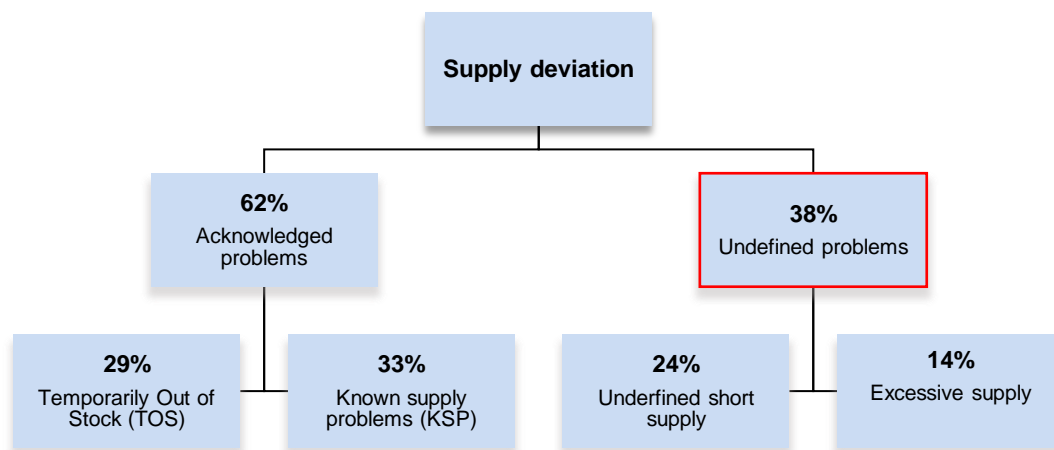 Supply deviation
62%
Acknowledged
problems
38%
Undefined problems
29%
Temporarily Out of
Stock (TOS)
33%
Known supply
problems (KSP)
24%
Underfined short
supply
14%
Excessive supply